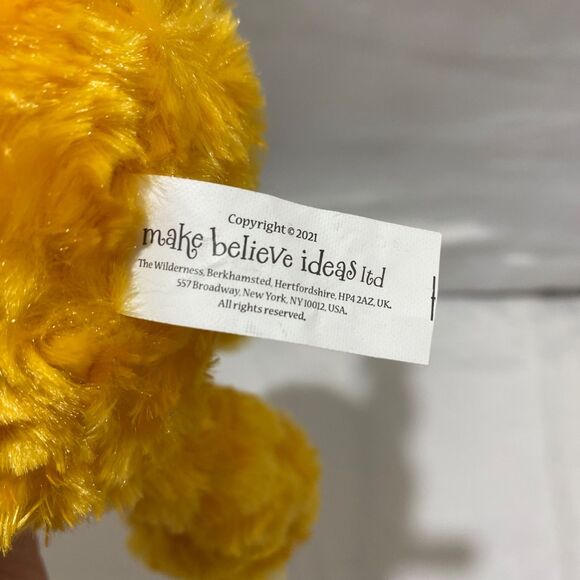 Copyright © 2021
make believe ideas ltd
The Wilderness, Berkhamsted, Hertfordshire, HP4 2AZ, UK.
557 Broadway, New York, NY 10012, USA.
All rights reserved.